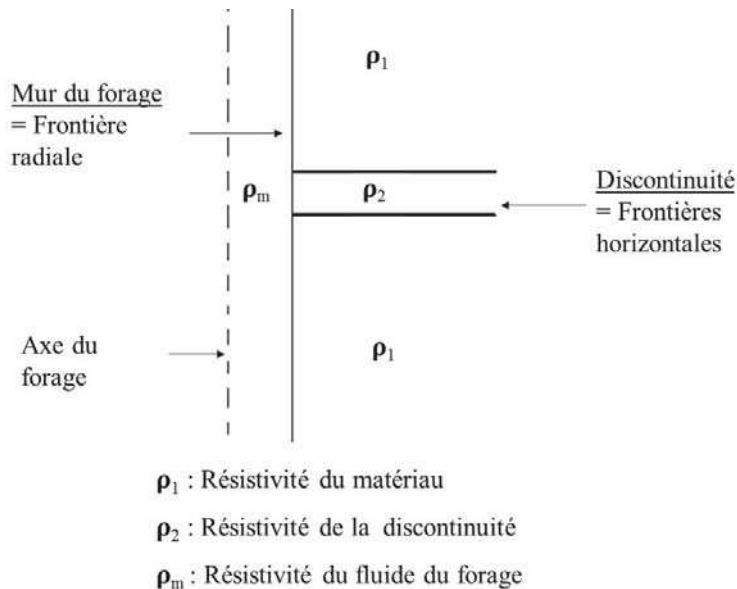 ρ1
Mur du forage
= Frontière
radiale
ρm
ρ2
Discontinuité
= Frontières
horizontales
Axe du
forage
ρ1
ρ1 : Résistivité du matériau
ρ2 : Résistivité de la discontinuité
ρm : Résistivité du fluide du forage